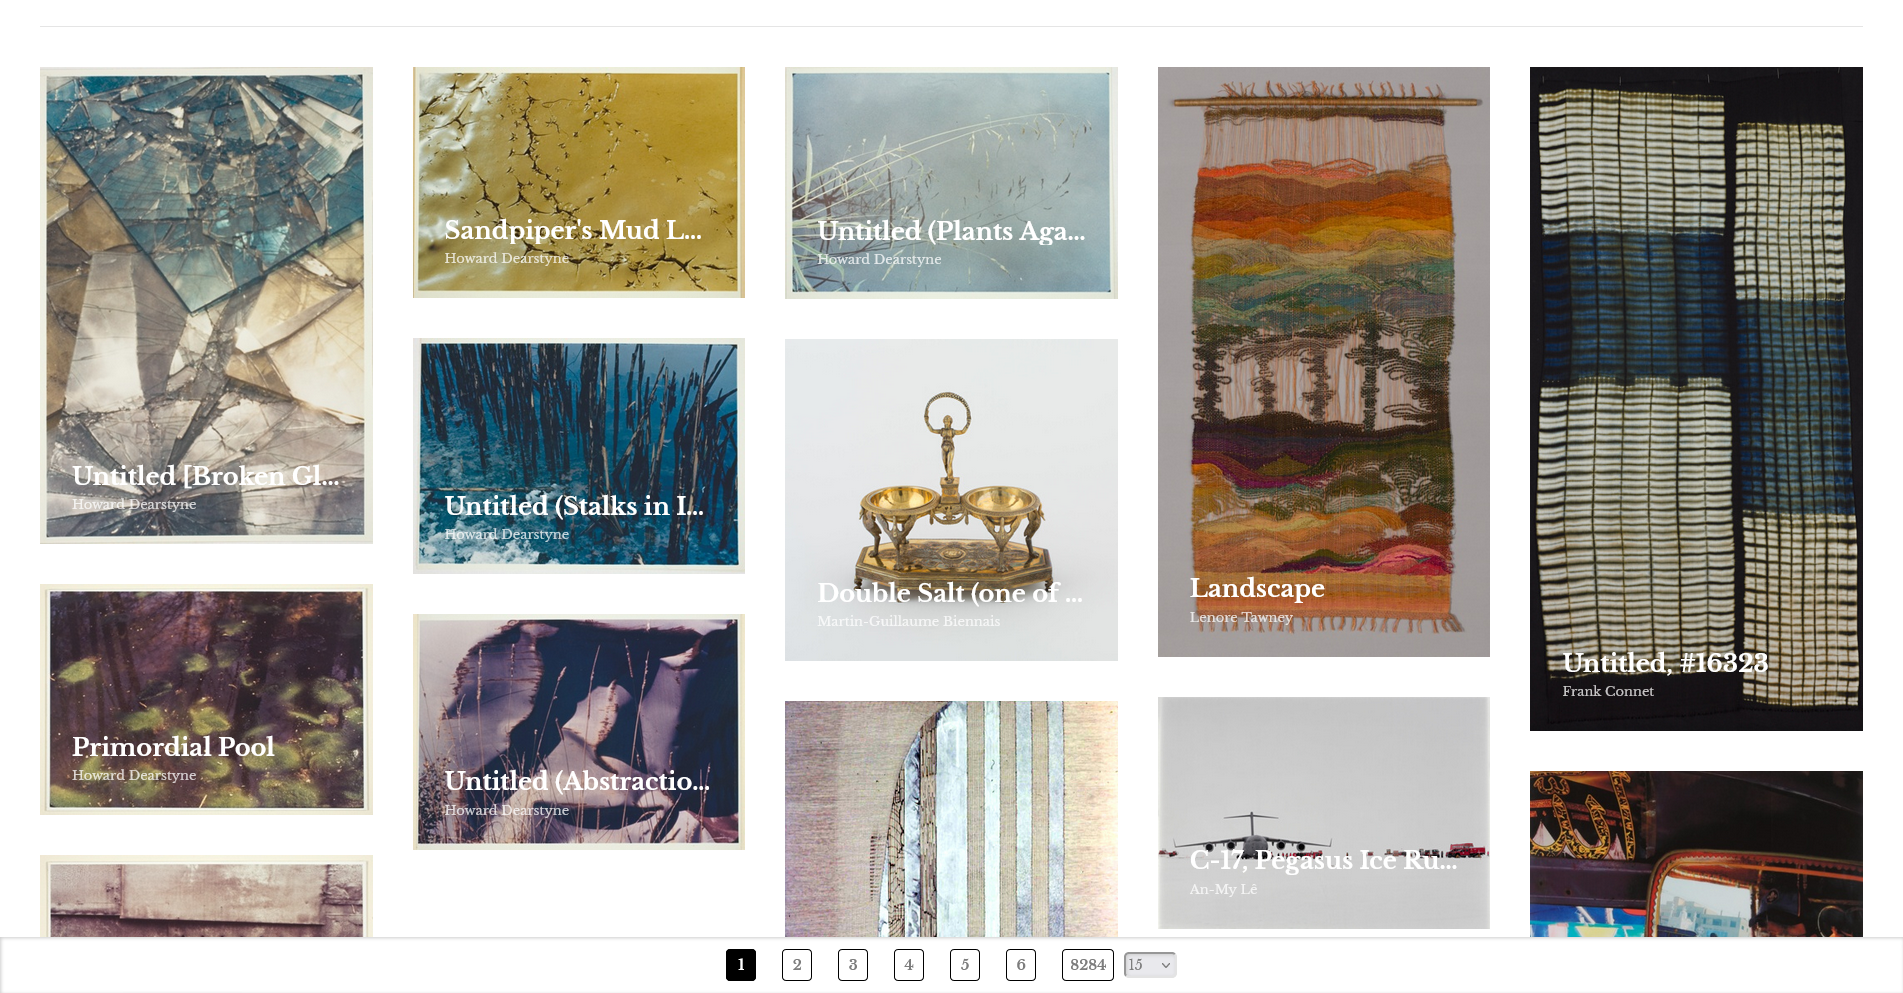 Untitled [Broken Gl...
Howard Dearstyne
Primordial Pool
Howard Dearstyne
Sandpiper's Mud L...
Howard Dearstyne
Untitled (Stalks in I...
Howard Dearstyne
Untitled (Abstractio...
Howard Dearstyne
Untitled (Plants Aga...
Howard Dearstyne
Double Salt (one of ...
Martin-Guillaume Biennais
Landscape
Lenore Tawney
C-17, Pegasus Ice Ru...
An-My Lê
Untitled, #16323
Frank Connet
1 2 3 4 5 6 8284 15